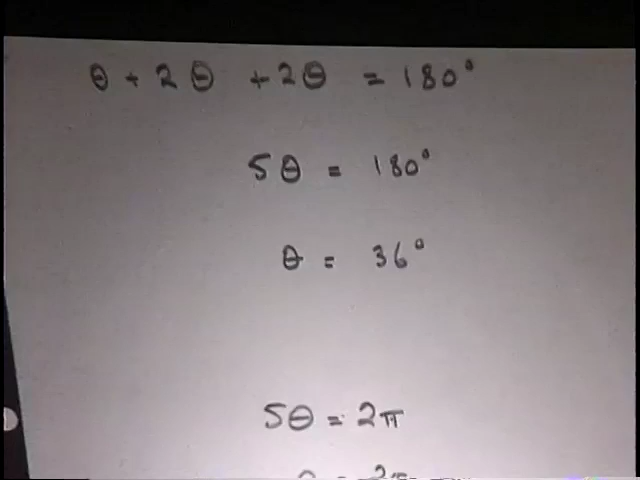 θ + 2θ + 2θ = 180°
5θ = 180°
θ = 36°
5θ = 2π